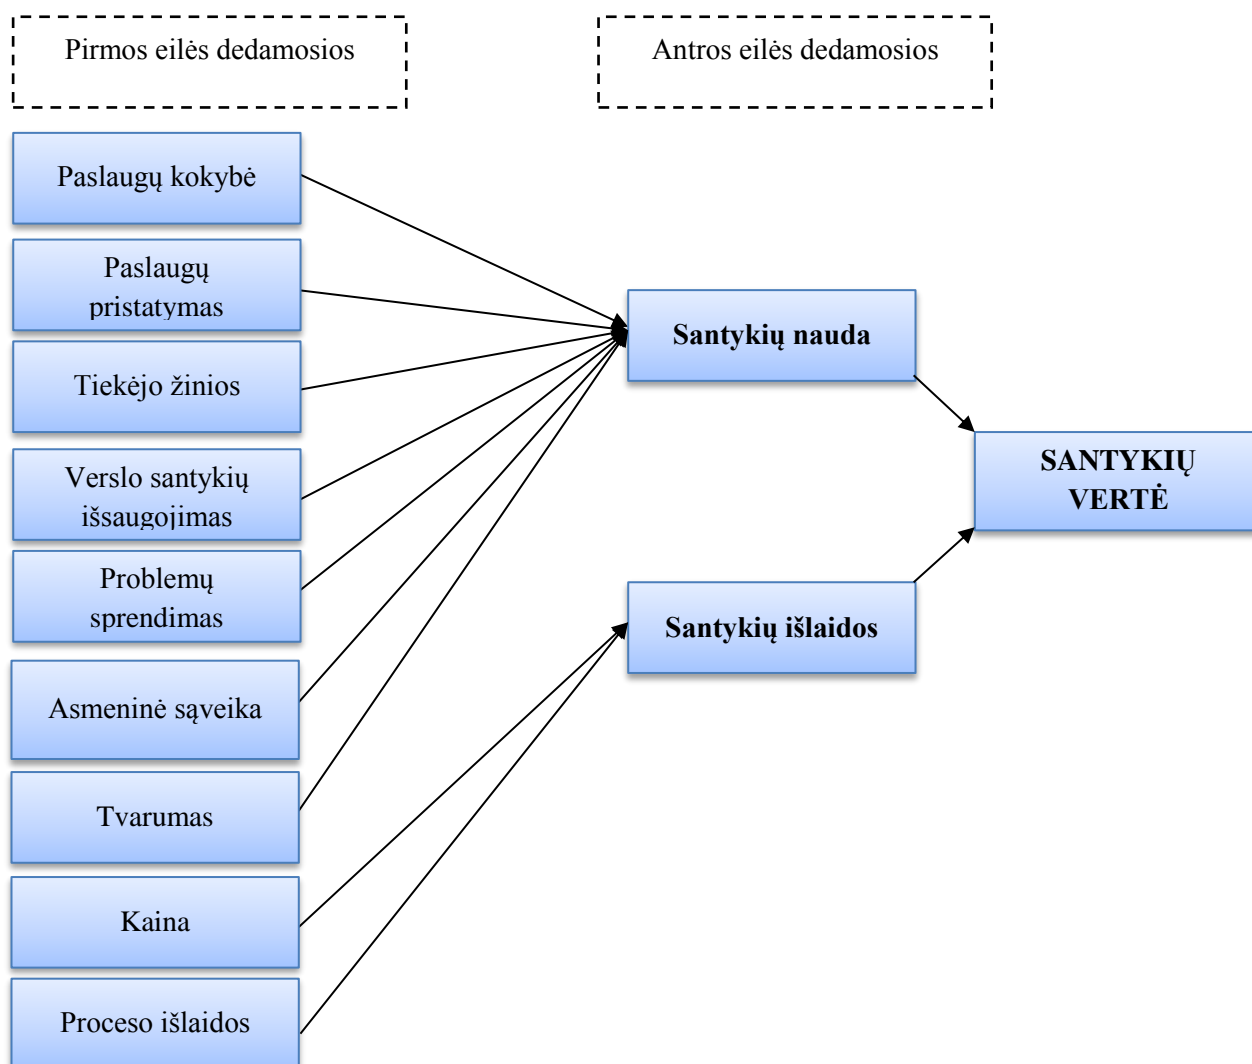 Pirmos eilės dedamosios
Antros eilės dedamosios
Paslaugų kokybė
Paslaugų
pristatymas
Tiekėjo žinios
Verslo santykių
išsaugojimas
Problemų
sprendimas
Asmeninė sąveika
Tvarumas
Kaina
Proceso išlaidos
Santykių nauda
Santykių išlaidos
SANTYKIŲ
VERTĖ